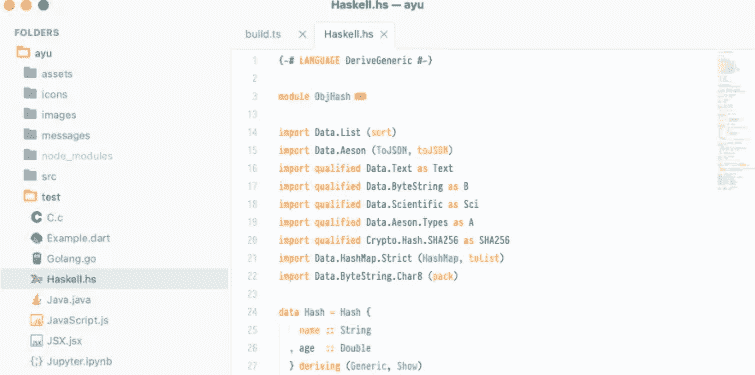 Haskell.hs — ayu
FOLDERS
ayu
assets
icons
images
messages
node_modules
src
test
C.c
Example.dart
Golang.go
Haskell.hs
Java.java
JavaScript.js
JSX.jsx
Jupyter.ipynb
build.ts × Haskell.hs ×
1 {-# LANGUAGE DeriveGeneric #-}
2
3 module ObjHash
13
14 import Data.List (sort)
15 import Data.Aeson (ToJSON, toJSON)
16 import qualified Data.Text as Text
17 import qualified Data.ByteString as B
18 import qualified Data.Scientific as Sci
19 import qualified Data.Aeson.Types as A
20 import qualified Crypto.Hash.SHA256 as SHA256
21 import Data.HashMap.Strict (HashMap, toList)
22 import Data.ByteString.Char8 (pack)
23
24 data Hash = Hash {
25 name :: String
26 , age :: Double
27 } deriving (Generic, Show)